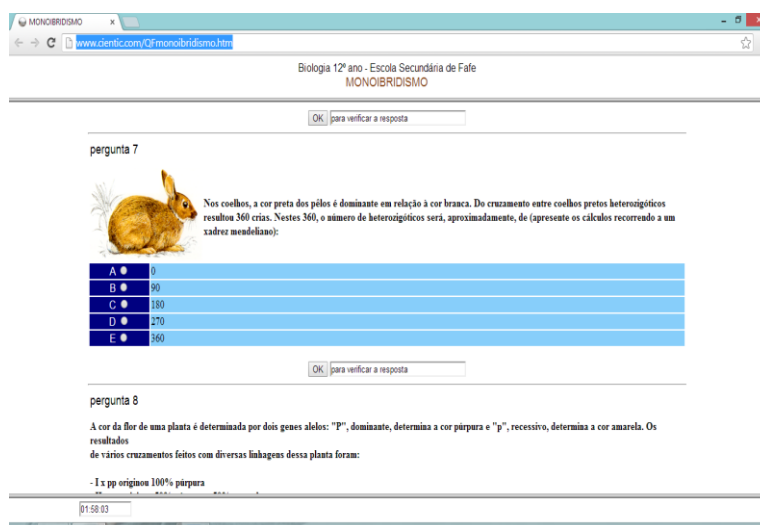 MONOIBRIDISMO
www.cientic.com/QFmonoibridismo.htm
Biologia 12º ano - Escola Secundária de Fafe
MONOIBRIDISMO
OK para verificar a resposta
pergunta 7
Nos coelhos, a cor preta dos pêlos é dominante em relação à cor branca. Do cruzamento entre coelhos pretos heterozigóticos
resultou 360 crias. Nestes 360, o número de heterozigóticos será, aproximadamente, de (apresente os cálculos recorrendo a um
xadrez mendeliano):
A 0
B 90
C 180
D 270
E 360
OK para verificar a resposta
pergunta 8
A cor da flor de uma planta é determinada por dois genes alelos: "P", dominante, determina a cor púrpura e "p", recessivo, determina a cor amarela. Os
resultados
de vários cruzamentos feitos com diversas linhagens dessa planta foram:
- I x pp originou 100% púrpura
01:58:03